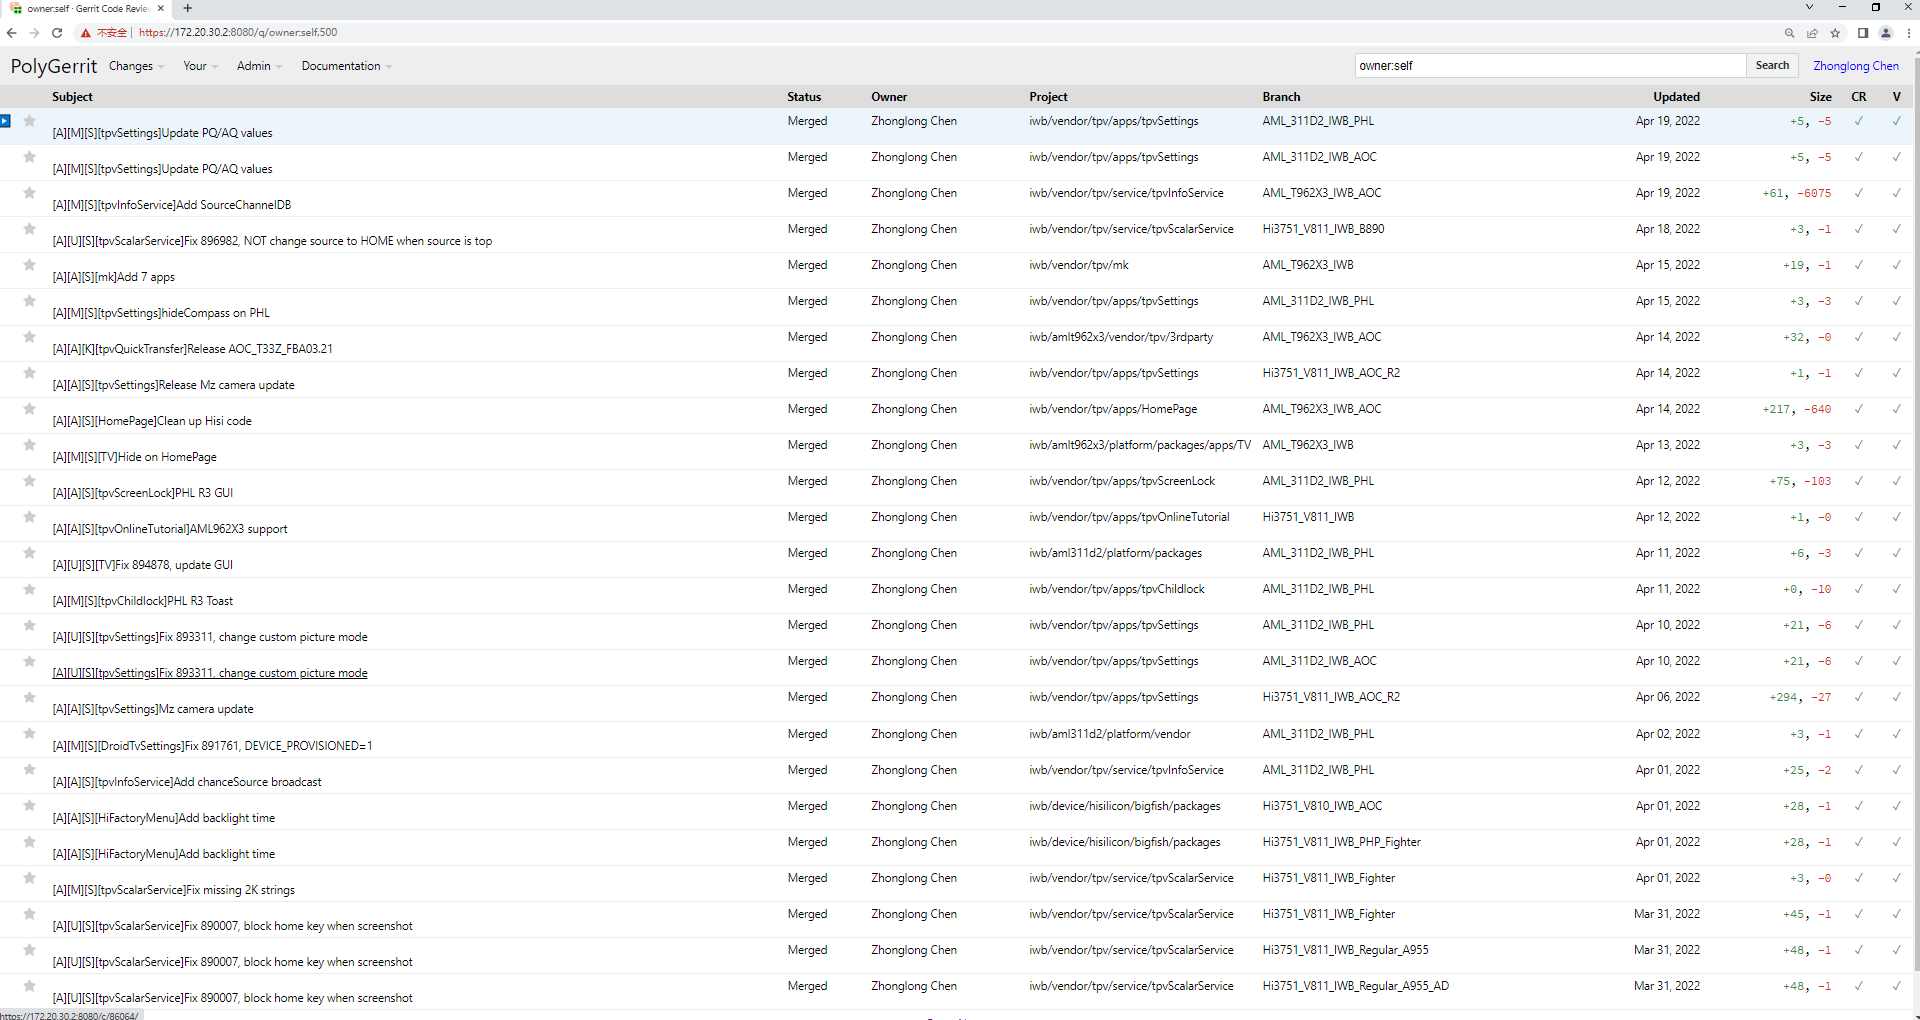 owner:self · Gerrit Code Revie
不安全 | https://172.20.30.2:8080/q/owner:self,500
PolyGerrit Changes Your Admin Documentation owner:self Search Zhonglong Chen
Subject Status Owner Project Branch Updated Size CR V
[A][M][S][tpvSettings]Update PQ/AQ values Merged Zhonglong Chen iwb/vendor/tpv/apps/tpvSettings AML_311D2_IWB_PHL Apr 19, 2022 +5, -5 ✓ ✓
[A][M][S][tpvSettings]Update PQ/AQ values Merged Zhonglong Chen iwb/vendor/tpv/apps/tpvSettings AML_311D2_IWB_AOC Apr 19, 2022 +5, -5 ✓ ✓
[A][M][S][tpvInfoService]Add SourceChannelDB Merged Zhonglong Chen iwb/vendor/tpv/service/tpvInfoService AML_T962X3_IWB_AOC Apr 19, 2022 +61, -6075 ✓ ✓
[A][U][S][tpvScalarService]Fix 896982, NOT change source to HOME when source is top Merged Zhonglong Chen iwb/vendor/tpv/service/tpvScalarService Hi3751_V811_IWB_B890 Apr 18, 2022 +3, -1 ✓ ✓
[A][A][S][mk]Add 7 apps Merged Zhonglong Chen iwb/vendor/tpv/mk AML_T962X3_IWB Apr 15, 2022 +19, -1 ✓ ✓
[A][M][S][tpvSettings]hideCompass on PHL Merged Zhonglong Chen iwb/vendor/tpv/apps/tpvSettings AML_311D2_IWB_PHL Apr 15, 2022 +3, -3 ✓ ✓
[A][A][K][tpvQuickTransfer]Release AOC_T33Z_FBA03.21 Merged Zhonglong Chen iwb/amlt962x3/vendor/tpv/3rdparty AML_T962X3_IWB_AOC Apr 14, 2022 +32, -0 ✓ ✓
[A][A][S][tpvSettings]Release Mz camera update Merged Zhonglong Chen iwb/vendor/tpv/apps/tpvSettings Hi3751_V811_IWB_AOC_R2 Apr 14, 2022 +1, -1 ✓ ✓
[A][A][S][HomePage]Clean up Hisi code Merged Zhonglong Chen iwb/vendor/tpv/apps/HomePage AML_T962X3_IWB_AOC Apr 14, 2022 +217, -640 ✓ ✓
[A][M][S][TV]Hide on HomePage Merged Zhonglong Chen iwb/amlt962x3/platform/packages/apps/TV AML_T962X3_IWB Apr 13, 2022 +3, -3 ✓ ✓
[A][A][S][tpvScreenLock]PHL R3 GUI Merged Zhonglong Chen iwb/vendor/tpv/apps/tpvScreenLock AML_311D2_IWB_PHL Apr 12, 2022 +75, -103 ✓ ✓
[A][A][S][tpvOnlineTutorial]AML962X3 support Merged Zhonglong Chen iwb/vendor/tpv/apps/tpvOnlineTutorial Hi3751_V811_IWB Apr 12, 2022 +1, -0 ✓ ✓
[A][U][S][TV]Fix 894878, update GUI Merged Zhonglong Chen iwb/aml311d2/platform/packages AML_311D2_IWB_PHL Apr 11, 2022 +6, -3 ✓ ✓
[A][M][S][tpvChildlock]PHL R3 Toast Merged Zhonglong Chen iwb/vendor/tpv/apps/tpvChildlock AML_311D2_IWB_PHL Apr 11, 2022 +0, -10 ✓ ✓
[A][U][S][tpvSettings]Fix 893311, change custom picture mode Merged Zhonglong Chen iwb/vendor/tpv/apps/tpvSettings AML_311D2_IWB_PHL Apr 10, 2022 +21, -6 ✓ ✓
[A][U][S][tpvSettings]Fix 893311, change custom picture mode Merged Zhonglong Chen iwb/vendor/tpv/apps/tpvSettings AML_311D2_IWB_AOC Apr 10, 2022 +21, -6 ✓ ✓
[A][A][S][tpvSettings]Mz camera update Merged Zhonglong Chen iwb/vendor/tpv/apps/tpvSettings Hi3751_V811_IWB_AOC_R2 Apr 06, 2022 +294, -27 ✓ ✓
[A][M][S][DroidTvSettings]Fix 891761, DEVICE_PROVISIONED=1 Merged Zhonglong Chen iwb/aml311d2/platform/vendor AML_311D2_IWB_PHL Apr 02, 2022 +3, -1 ✓ ✓
[A][A][S][tpvInfoService]Add chanceSource broadcast Merged Zhonglong Chen iwb/vendor/tpv/service/tpvInfoService AML_311D2_IWB_PHL Apr 01, 2022 +25, -2 ✓ ✓
[A][A][S][HiFactoryMenu]Add backlight time Merged Zhonglong Chen iwb/device/hisilicon/bigfish/packages Hi3751_V810_IWB_AOC Apr 01, 2022 +28, -1 ✓ ✓
[A][A][S][HiFactoryMenu]Add backlight time Merged Zhonglong Chen iwb/device/hisilicon/bigfish/packages Hi3751_V811_IWB_PHP_Fighter Apr 01, 2022 +28, -1 ✓ ✓
[A][M][S][tpvScalarService]Fix missing 2K strings Merged Zhonglong Chen iwb/vendor/tpv/service/tpvScalarService Hi3751_V811_IWB_Fighter Apr 01, 2022 +3, -0 ✓ ✓
[A][U][S][tpvScalarService]Fix 890007, block home key when screenshot Merged Zhonglong Chen iwb/vendor/tpv/service/tpvScalarService Hi3751_V811_IWB_Fighter Mar 31, 2022 +45, -1 ✓ ✓
[A][U][S][tpvScalarService]Fix 890007, block home key when screenshot Merged Zhonglong Chen iwb/vendor/tpv/service/tpvScalarService Hi3751_V811_IWB_Regular_A955 Mar 31, 2022 +48, -1 ✓ ✓
[A][U][S][tpvScalarService]Fix 890007, block home key when screenshot Merged Zhonglong Chen iwb/vendor/tpv/service/tpvScalarService Hi3751_V811_IWB_Regular_A955_AD Mar 31, 2022 +48, -1 ✓ ✓
https://172.20.30.2:8080/c/86064/